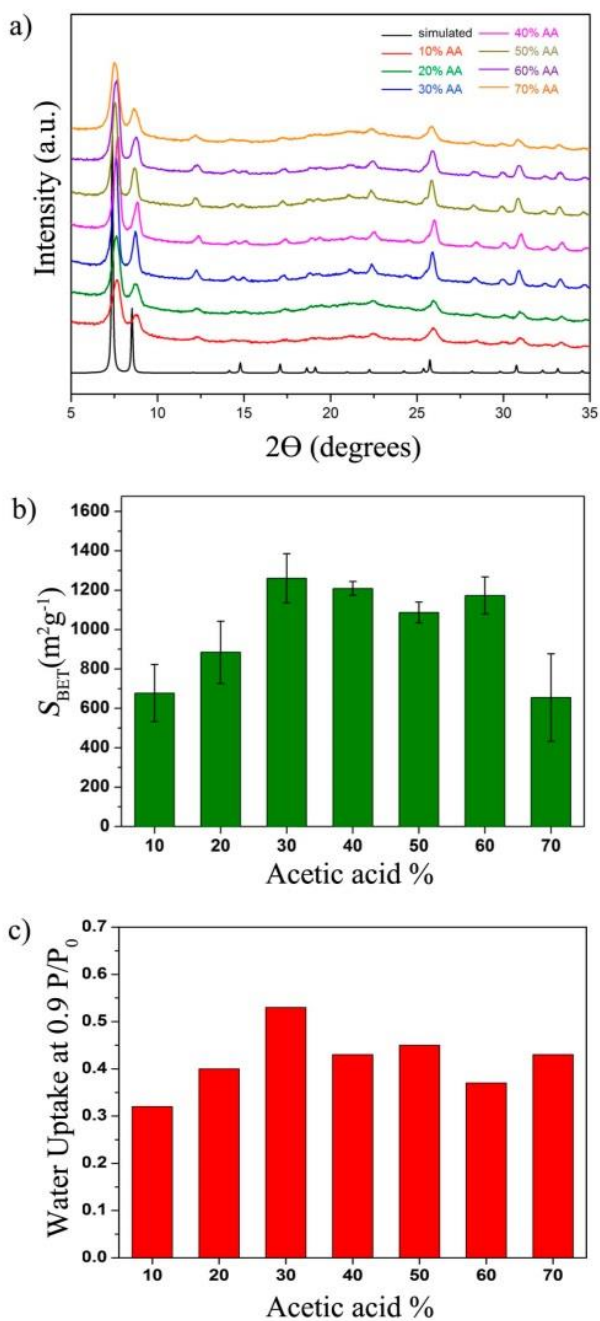 a)
simulated
10% AA
20% AA
30% AA
40% AA
50% AA
60% AA
70% AA
Intensity (a.u.)
5 10 15 20 25 30 35
2Θ (degrees)
b)
S_BET(m²g⁻¹)
1600
1400
1200
1000
800
600
400
200
0
10 20 30 40 50 60 70
Acetic acid %
c)
Water Uptake at 0.9 P/P₀
0.7
0.6
0.5
0.4
0.3
0.2
0.1
0.0
10 20 30 40 50 60 70
Acetic acid %